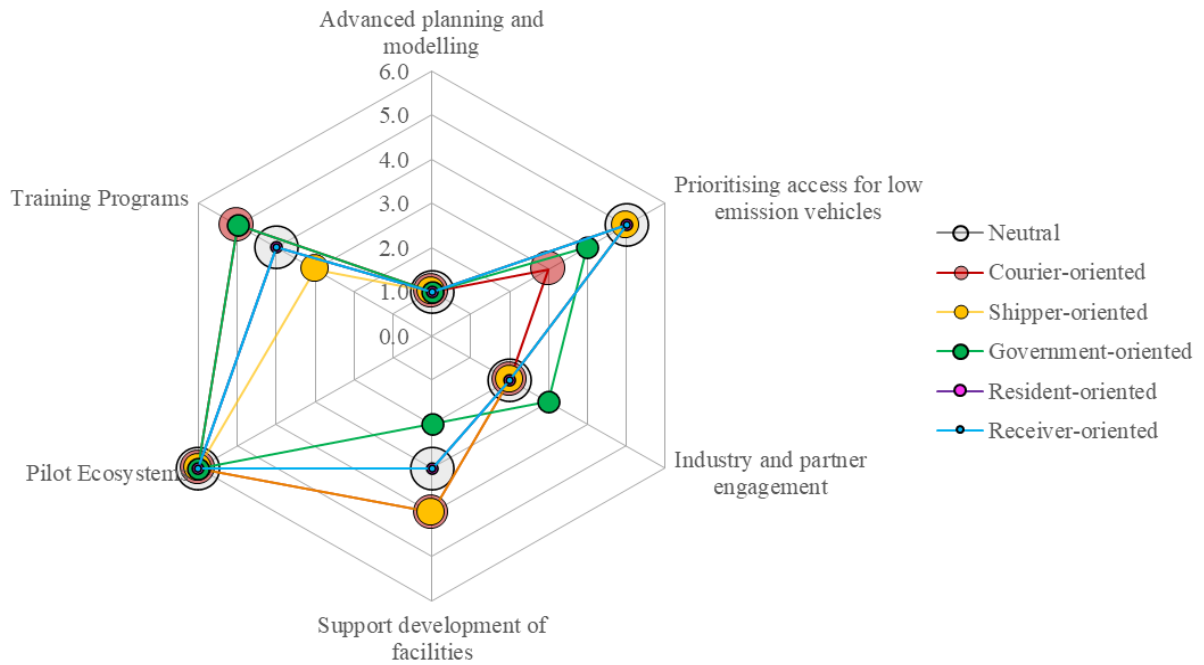 Advanced planning and
modelling
6.0
5.0
4.0
3.0
2.0
1.0
0.0
Training Programs
Prioritising access for low
emission vehicles
Pilot Ecosystem
Industry and partner
engagement
Support development of
facilities
Neutral
Courier-oriented
Shipper-oriented
Government-oriented
Resident-oriented
Receiver-oriented